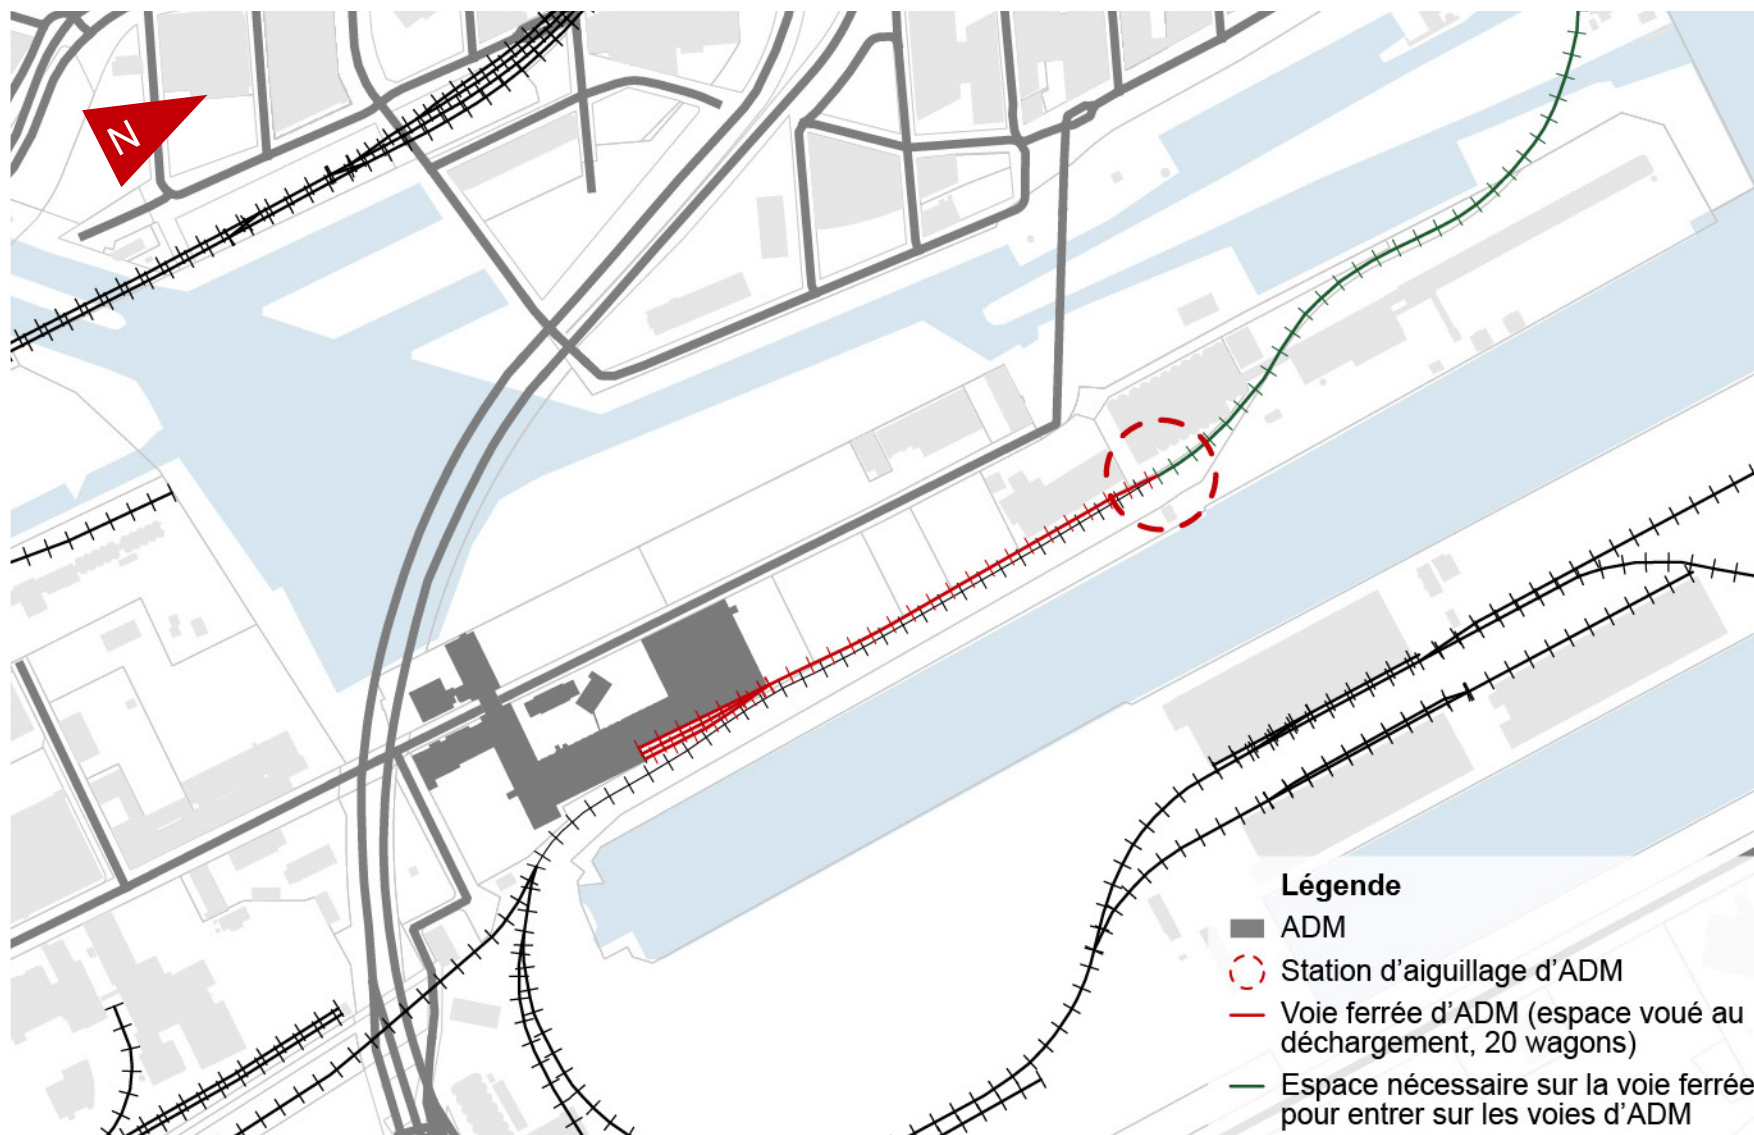 N
Légende
ADM
Station d'aiguillage d'ADM
Voie ferrée d'ADM (espace voué au
déchargement, 20 wagons)
Espace nécessaire sur la voie ferrée
pour entrer sur les voies d'ADM